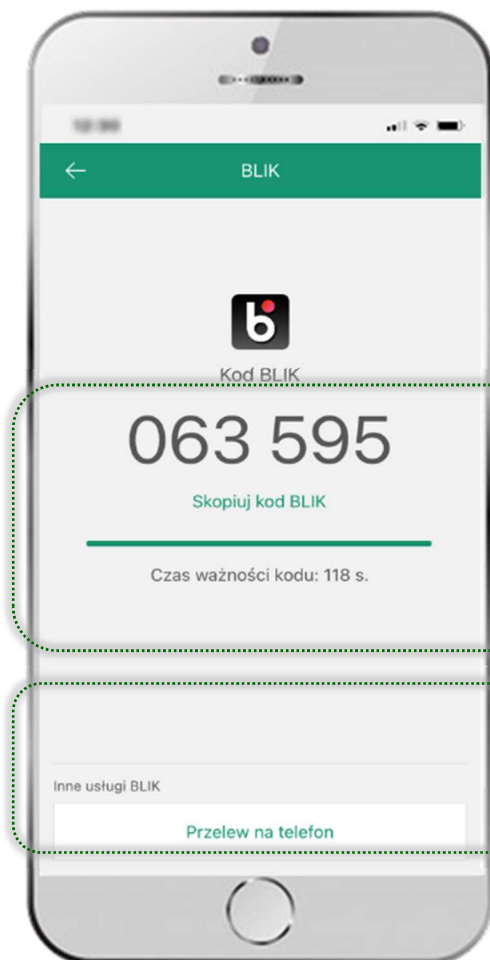 BLIK
Kod BLIK
063 595
Skopiuj kod BLIK
Czas ważności kodu: 118 s.
Inne usługi BLIK
Przelew na telefon